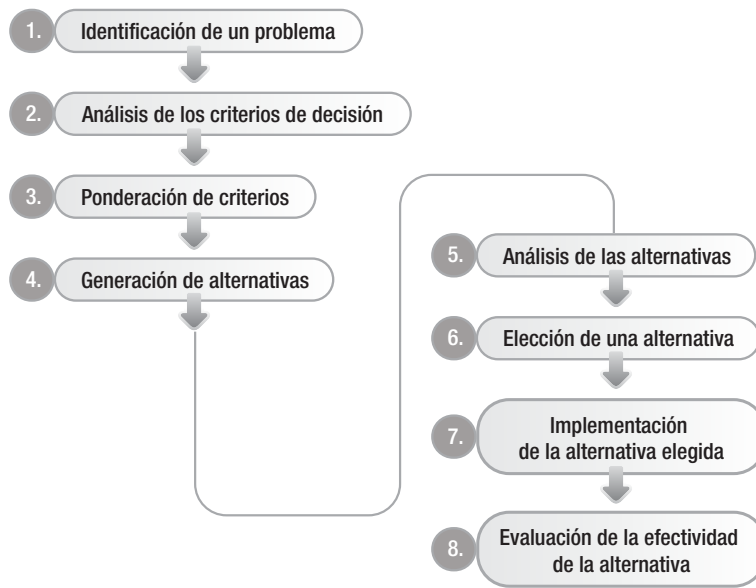 1. Identificación de un problema
2. Análisis de los criterios de decisión
3. Ponderación de criterios
4. Generación de alternativas
5. Análisis de las alternativas
6. Elección de una alternativa
7. Implementación
de la alternativa elegida
8. Evaluación de la efectividad
de la alternativa